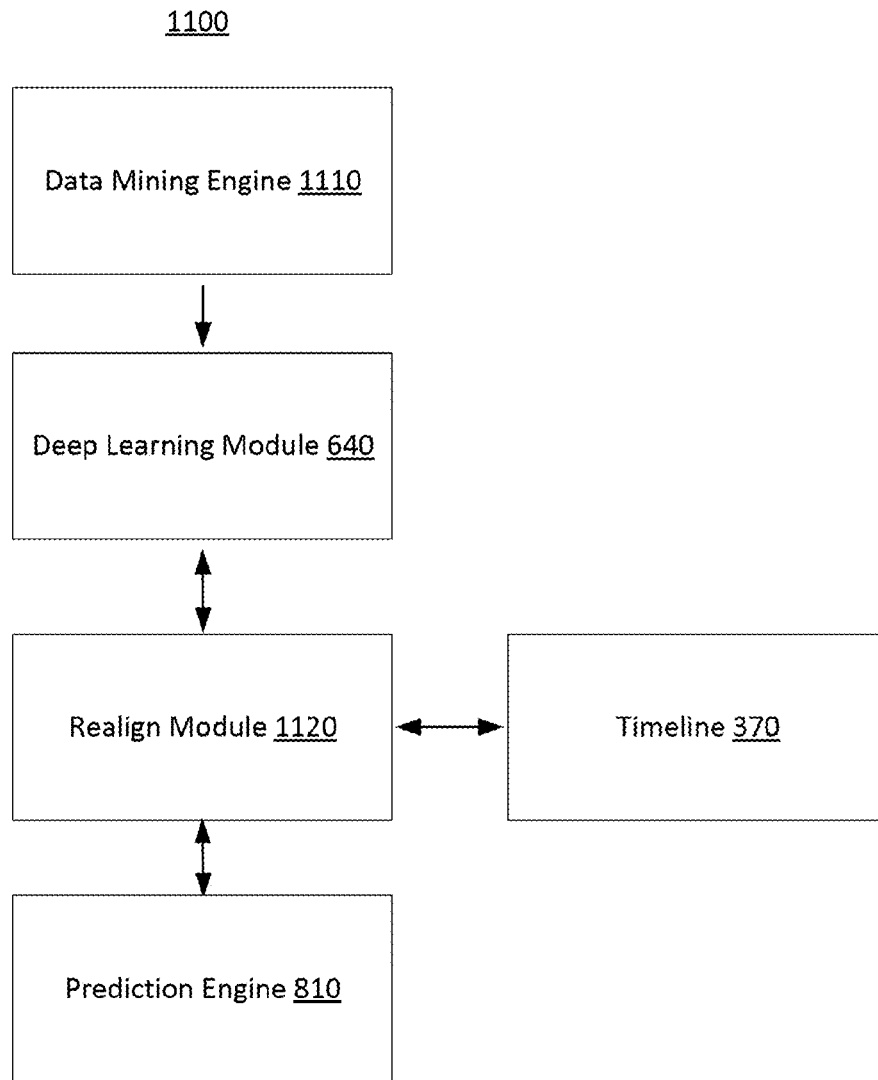 1100
Data Mining Engine 1110
Deep Learning Module 640
Realign Module 1120
Timeline 370
Prediction Engine 810